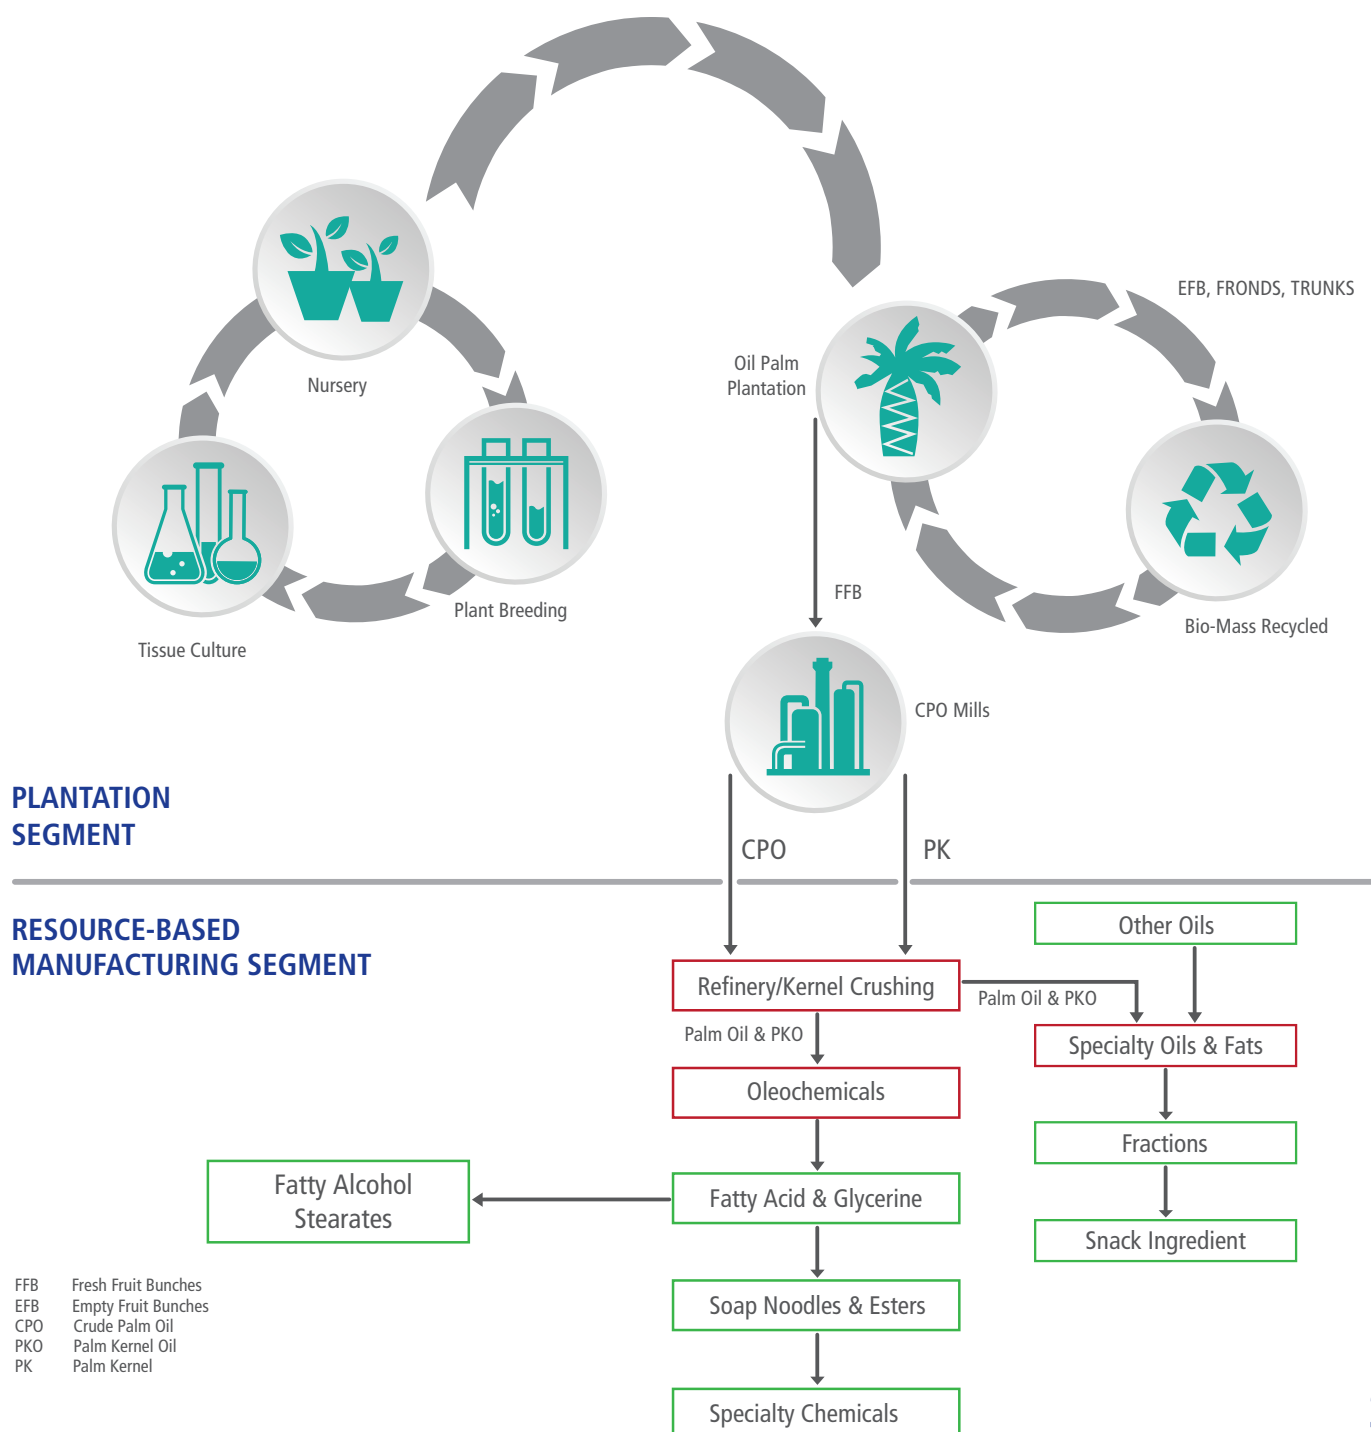 EFB, FRONDS, TRUNKS
Oil Palm
Plantation
Nursery
FFB
Plant Breeding
Bio-Mass Recycled
Tissue Culture
CPO Mills
PLANTATION
SEGMENT
CPO
PK
RESOURCE-BASED
MANUFACTURING SEGMENT
Other Oils
Refinery/Kernel Crushing
Palm Oil & PKO
Palm Oil & PKO
Specialty Oils & Fats
Oleochemicals
Fractions
Fatty Alcohol
Stearates
Fatty Acid & Glycerine
Snack Ingredient
Soap Noodles & Esters
Specialty Chemicals
FFB Fresh Fruit Bunches
EFB Empty Fruit Bunches
CPO Crude Palm Oil
PKO Palm Kernel Oil
PK Palm Kernel